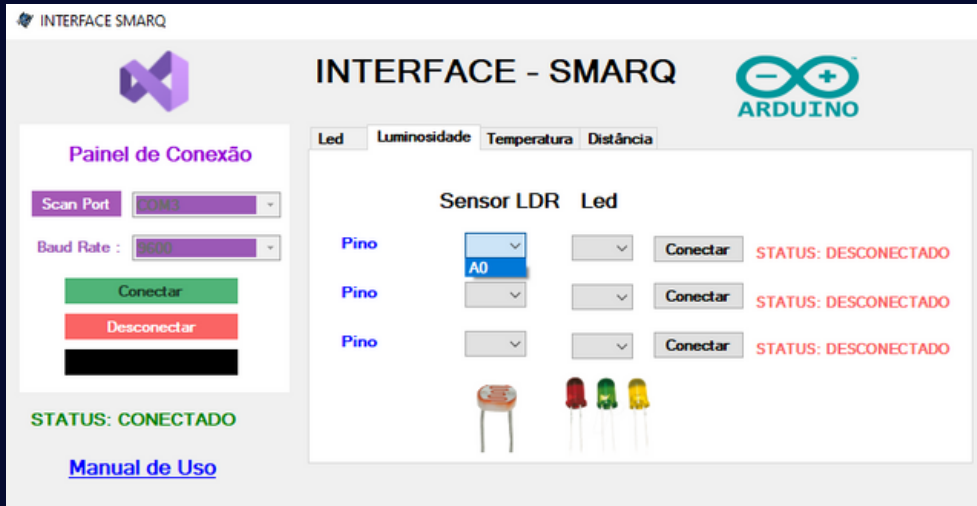 INTERFACE SMARQ
INTERFACE - SMARQ
ARDUINO
Painel de Conexão
Scan Port COM3
Baud Rate : 9600
Conectar
Desconectar
STATUS: CONECTADO
Manual de Uso
Led Luminosidade Temperatura Distância
Sensor LDR Led
Pino Conectar STATUS: DESCONECTADO
A0
Pino Conectar STATUS: DESCONECTADO
Pino Conectar STATUS: DESCONECTADO